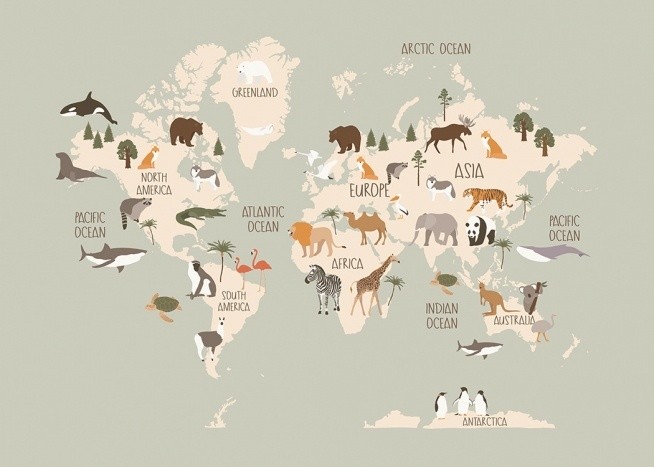 ARCTIC OCEAN
GREENLAND
NORTH
AMERICA
EUROPE
ASIA
PACIFIC
OCEAN
ATLANTIC
OCEAN
PACIFIC
OCEAN
AFRICA
SOUTH
AMERICA
INDIAN
OCEAN
AUSTRALIA
ANTARCTICA